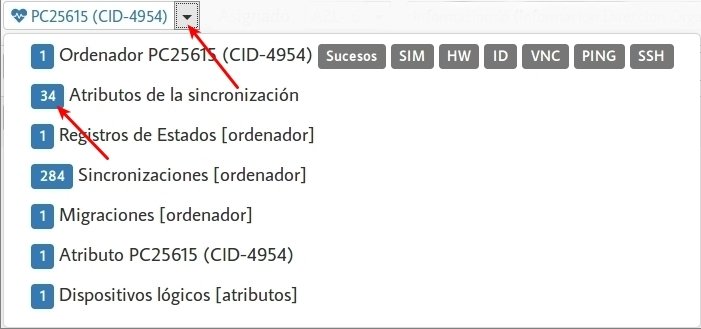 PC25615 (CID-4954)
1 Ordenador PC25615 (CID-4954) Sucesos SIM HW ID VNC PING SSH
34 Atributos de la sincronización
1 Registros de Estados [ordenador]
284 Sincronizaciones [ordenador]
1 Migraciones [ordenador]
1 Atributo PC25615 (CID-4954)
1 Dispositivos lógicos [atributos]